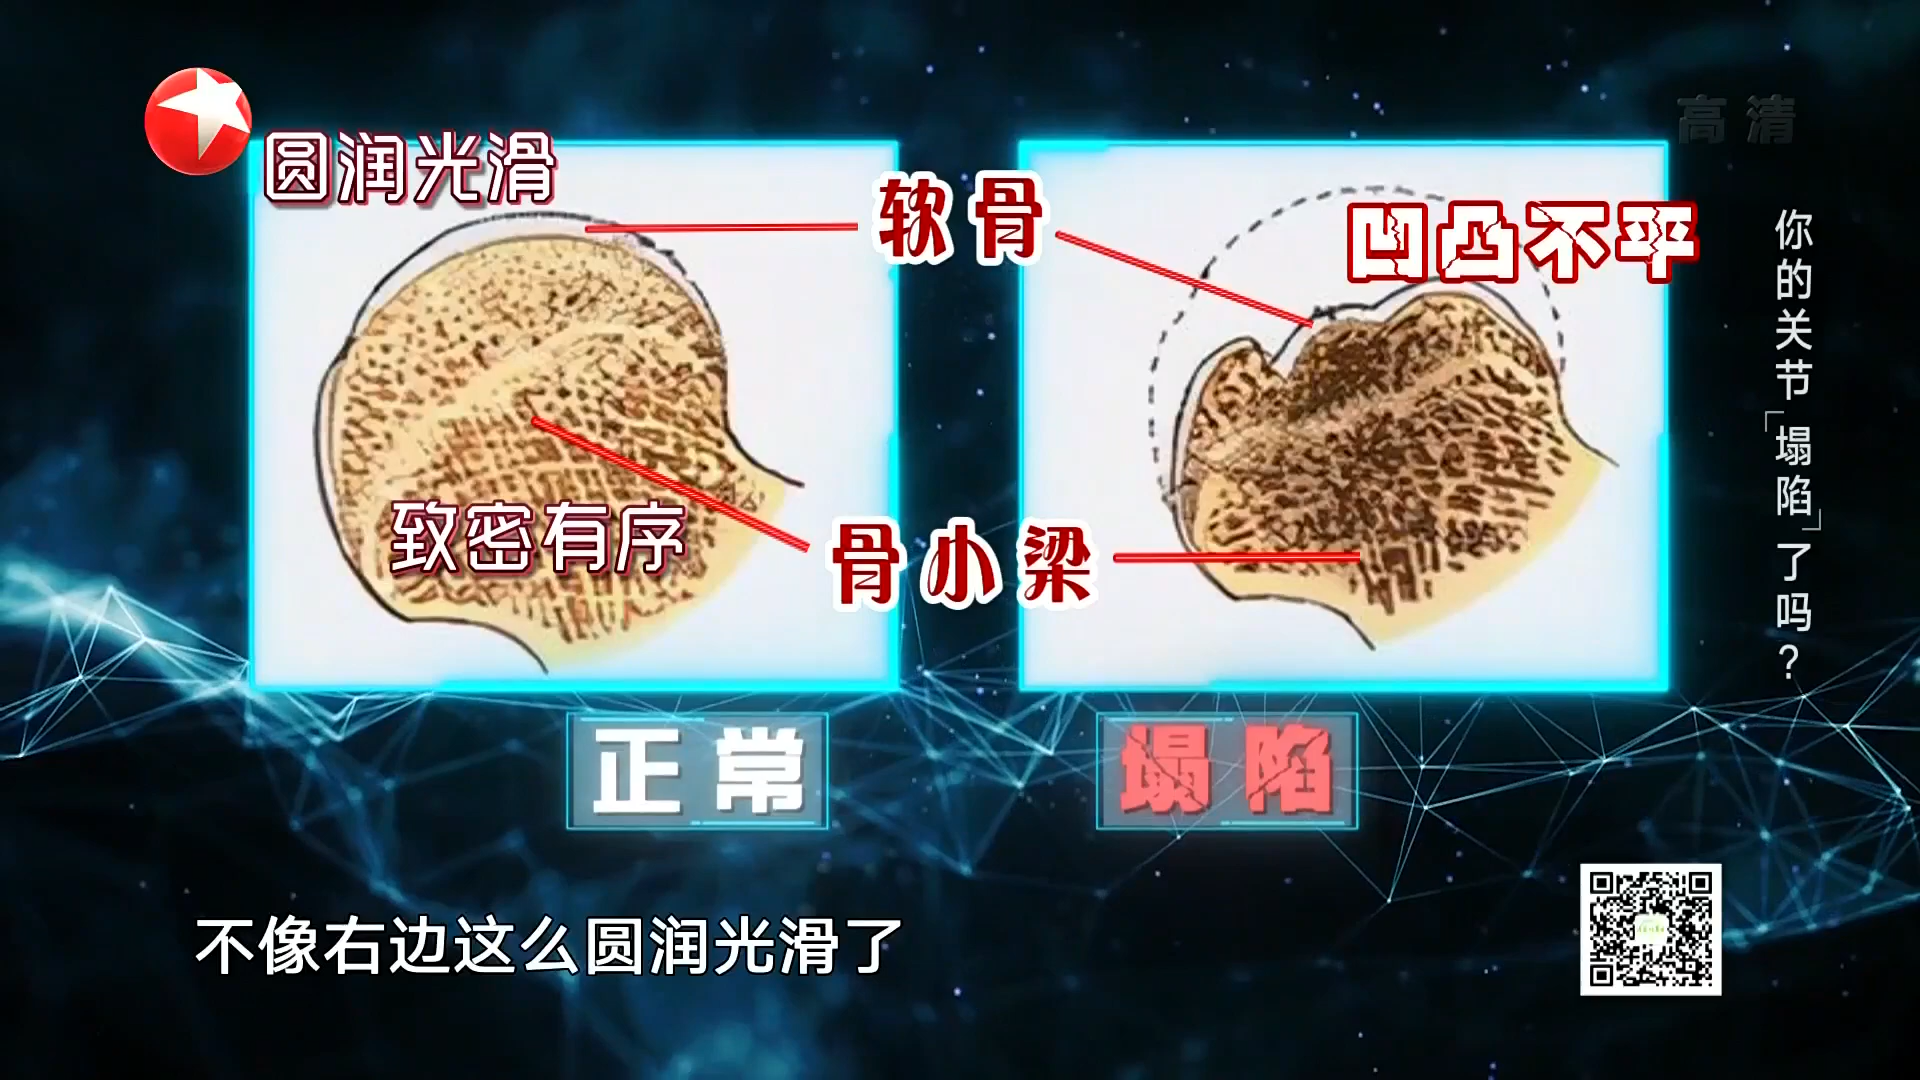 高清
圆润光滑
软骨
凹凸不平
致密有序
骨小梁
正常
塌陷
你的关节「塌陷」了吗？
不像右边这么圆润光滑了